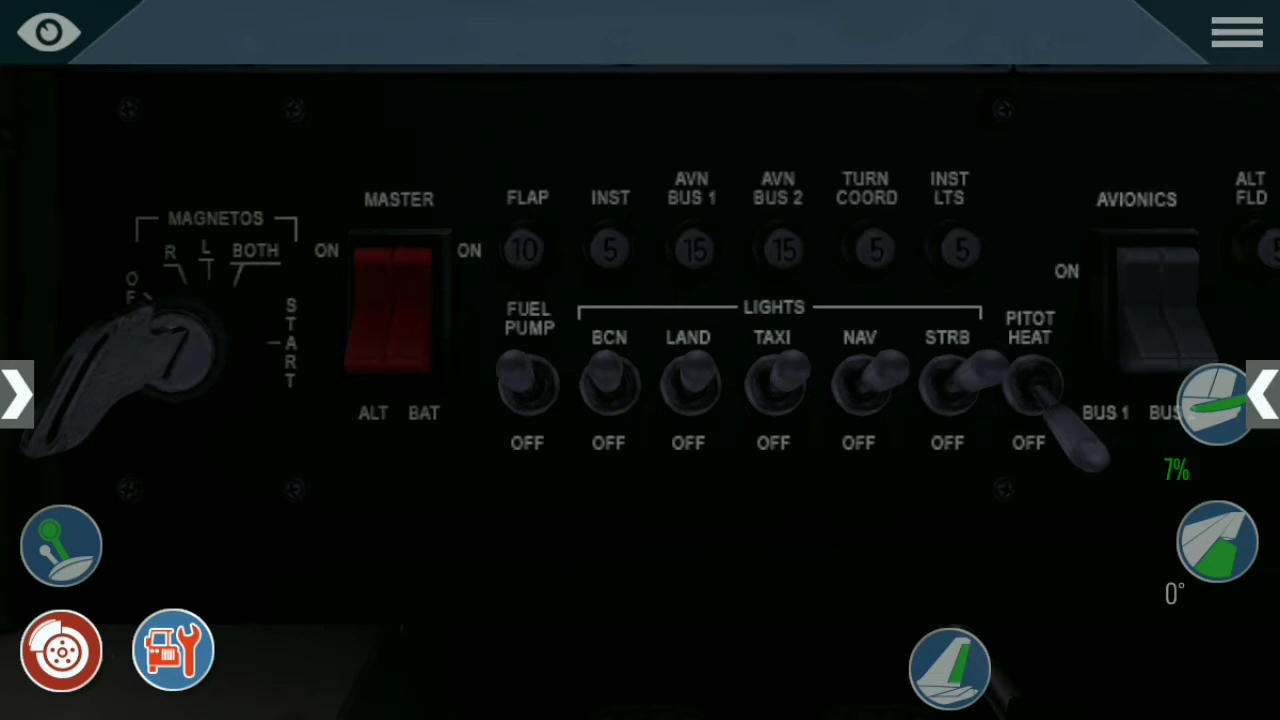 MASTER
FLAP
INST
AVN
BUS 1
AVN
BUS 2
TURN
COORD
INST
LTS
AVIONICS
ALT
FLD
MAGNETOS
R
L
BOTH
START
ON
ON
10
5
15
15
5
5
ON
FUEL
PUMP
LIGHTS
BCN
LAND
TAXI
NAV
STRB
PITOT
HEAT
ALT
BAT
OFF
OFF
OFF
OFF
OFF
OFF
OFF
BUS 1
BUS
7%
0°